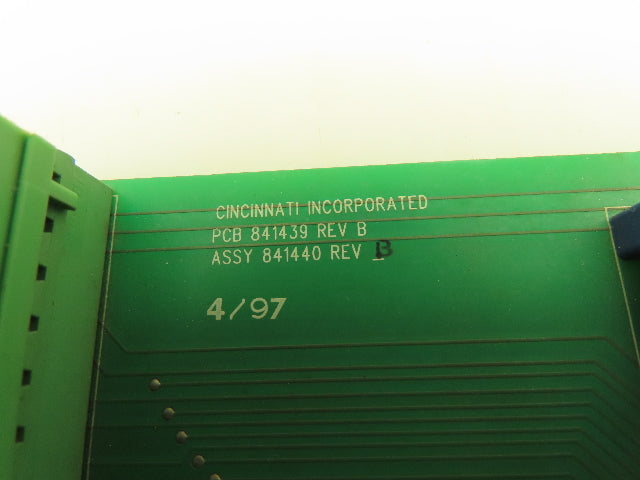 CINCINNATI INCORPORATED
PCB 841439 REV B
ASSY 841440 REV B
4/97